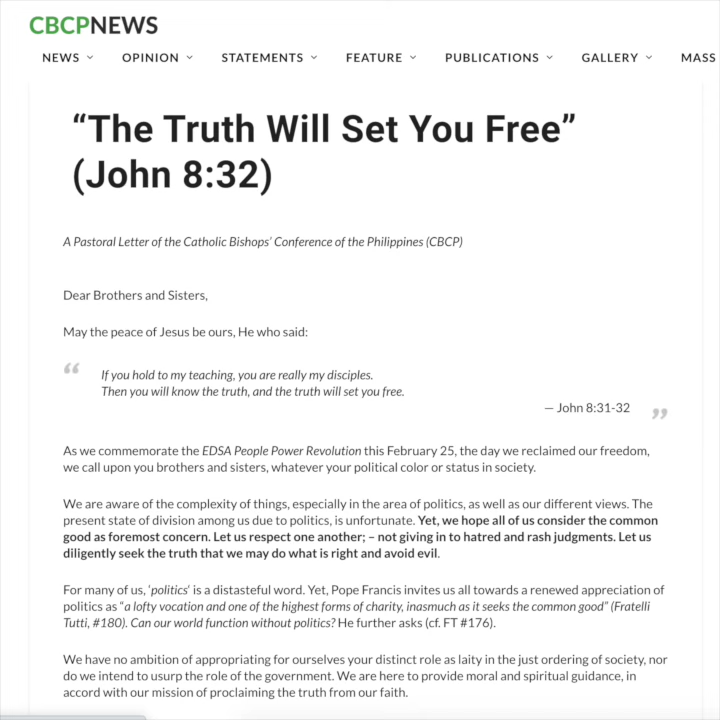 CBCPNEWS
NEWS OPINION STATEMENTS FEATURE PUBLICATIONS GALLERY MASS
“The Truth Will Set You Free”
(John 8:32)
A Pastoral Letter of the Catholic Bishops’ Conference of the Philippines (CBCP)
Dear Brothers and Sisters,
May the peace of Jesus be ours, He who said:
“
If you hold to my teaching, you are really my disciples.
Then you will know the truth, and the truth will set you free.
— John 8:31-32
”
As we commemorate the EDSA People Power Revolution this February 25, the day we reclaimed our freedom,
we call upon you brothers and sisters, whatever your political color or status in society.
We are aware of the complexity of things, especially in the area of politics, as well as our different views. The
present state of division among us due to politics, is unfortunate. Yet, we hope all of us consider the common
good as foremost concern. Let us respect one another; – not giving in to hatred and rash judgments. Let us
diligently seek the truth that we may do what is right and avoid evil.
For many of us, ‘politics’ is a distasteful word. Yet, Pope Francis invites us all towards a renewed appreciation of
politics as “a lofty vocation and one of the highest forms of charity, inasmuch as it seeks the common good” (Fratelli
Tutti, #180). Can our world function without politics? He further asks (cf. FT #176).
We have no ambition of appropriating for ourselves your distinct role as laity in the just ordering of society, nor
do we intend to usurp the role of the government. We are here to provide moral and spiritual guidance, in
accord with our mission of proclaiming the truth from our faith.